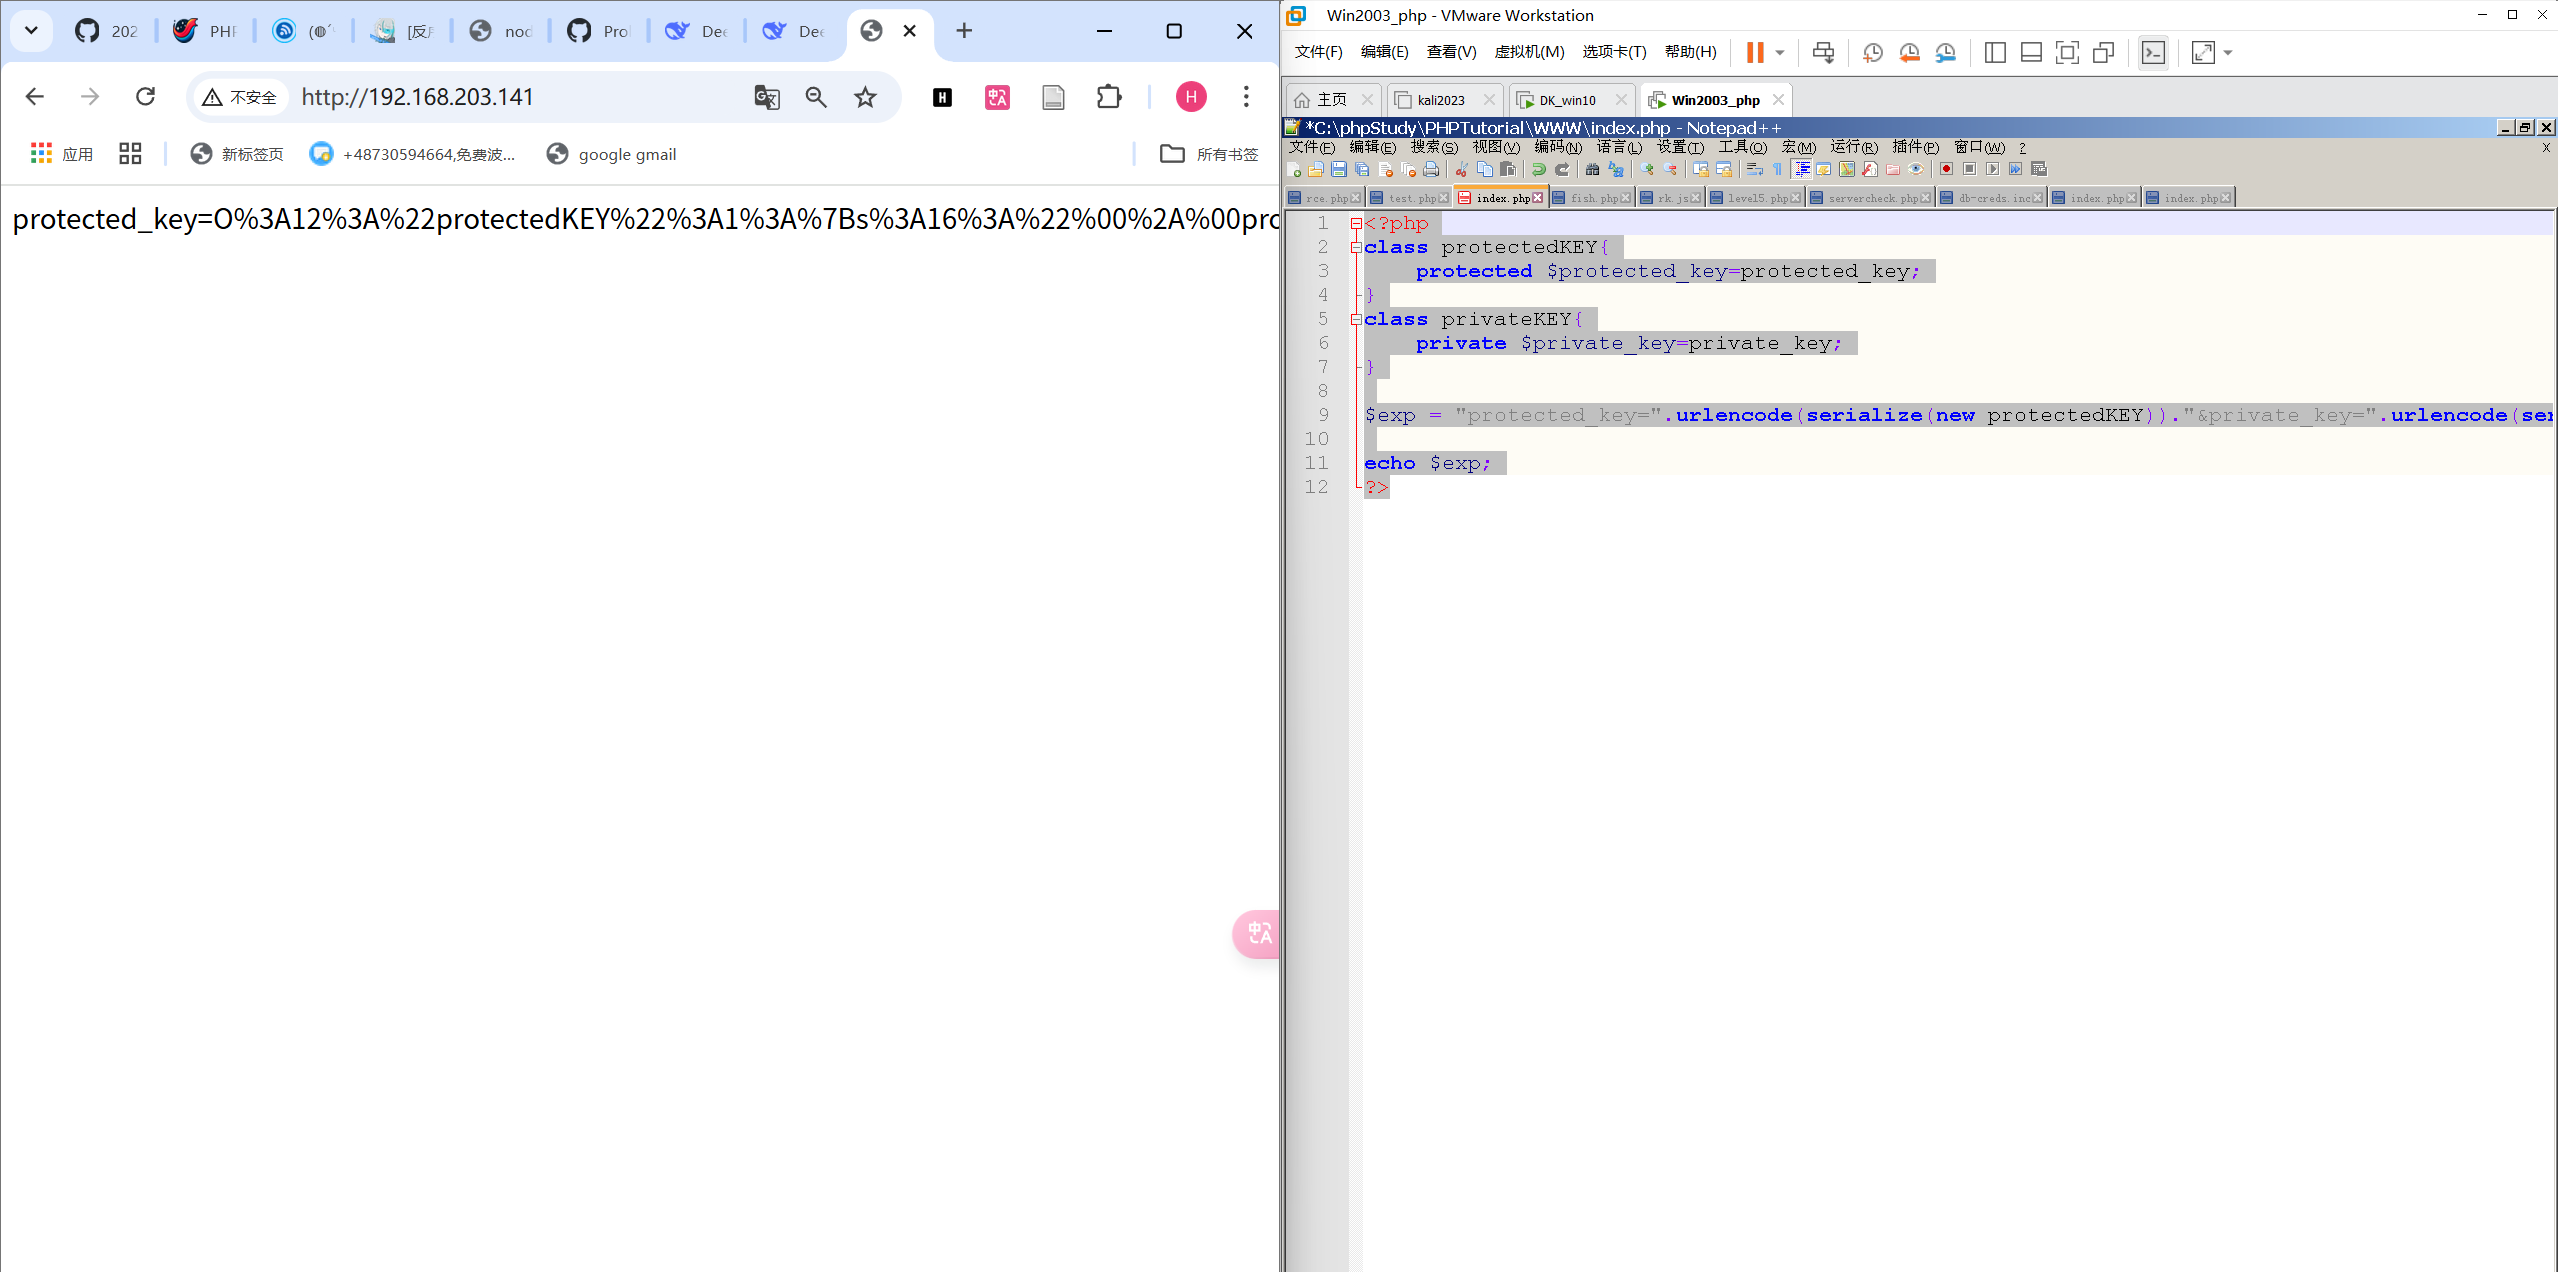 202
PHP
(◍˃
[反序
nod
Pro
Dee
Dee
不安全
http://192.168.203.141
H
应用
新标签页
+48730594664,免费波...
google gmail
所有书签
protected_key=O%3A12%3A%22protectedKEY%22%3A1%3A%7Bs%3A16%3A%22%00%2A%00pro
Win2003_php - VMware Workstation
文件(F) 编辑(E) 查看(V) 虚拟机(M) 选项卡(T) 帮助(H)
主页 kali2023 DK_win10 Win2003_php
*C:\phpStudy\PHPTutorial\WWW\index.php - Notepad++
文件(F) 编辑(E) 搜索(S) 视图(V) 编码(N) 语言(L) 设置(T) 工具(O) 宏(M) 运行(R) 插件(P) 窗口(W) ? X
rce.php test.php index.php fish.php rk.js level5.php servercheck.php db-creds.inc index.php index.php
1 <?php
2 class protectedKEY{
3 protected $protected_key=protected_key;
4 }
5 class privateKEY{
6 private $private_key=private_key;
7 }
8
9 $exp = "protected_key=".urlencode(serialize(new protectedKEY))."&private_key=".urlencode(ser
10
11 echo $exp;
12 ?>